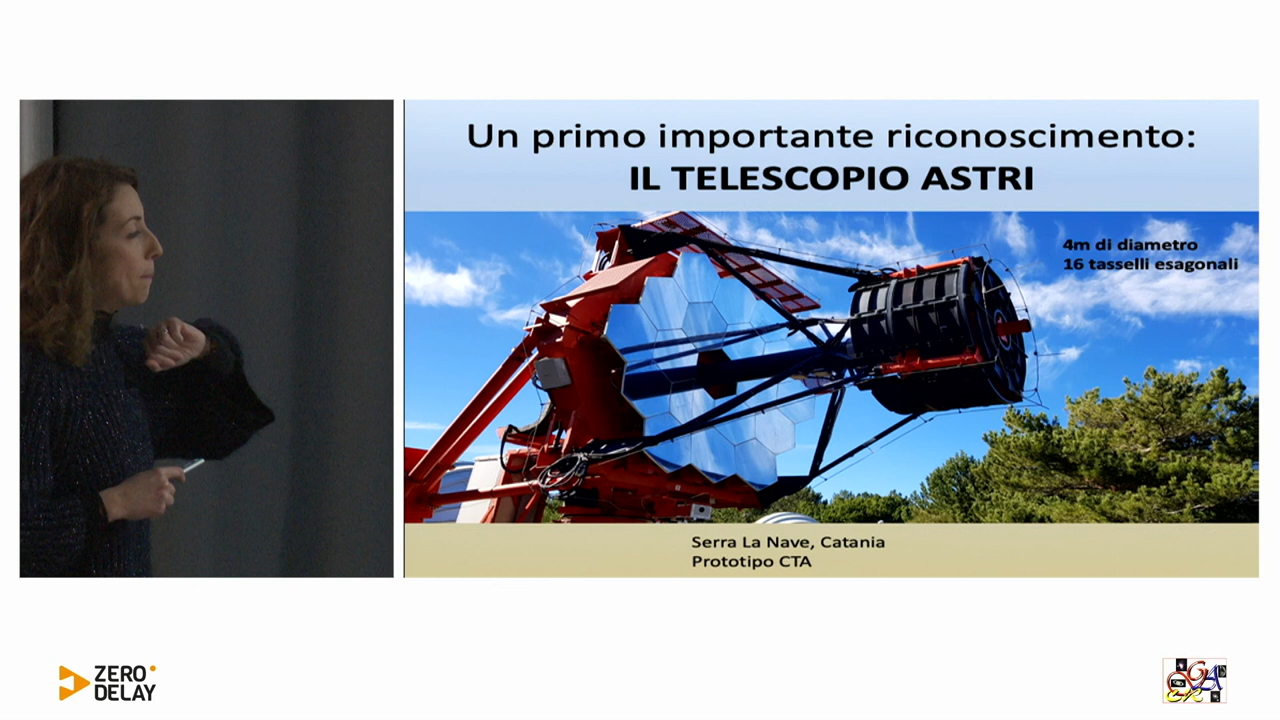 Un primo importante riconoscimento:
IL TELESCOPIO ASTRI
4m di diametro
16 tasselli esagonali
Serra La Nave, Catania
Prototipo CTA
ZERO
DELAY